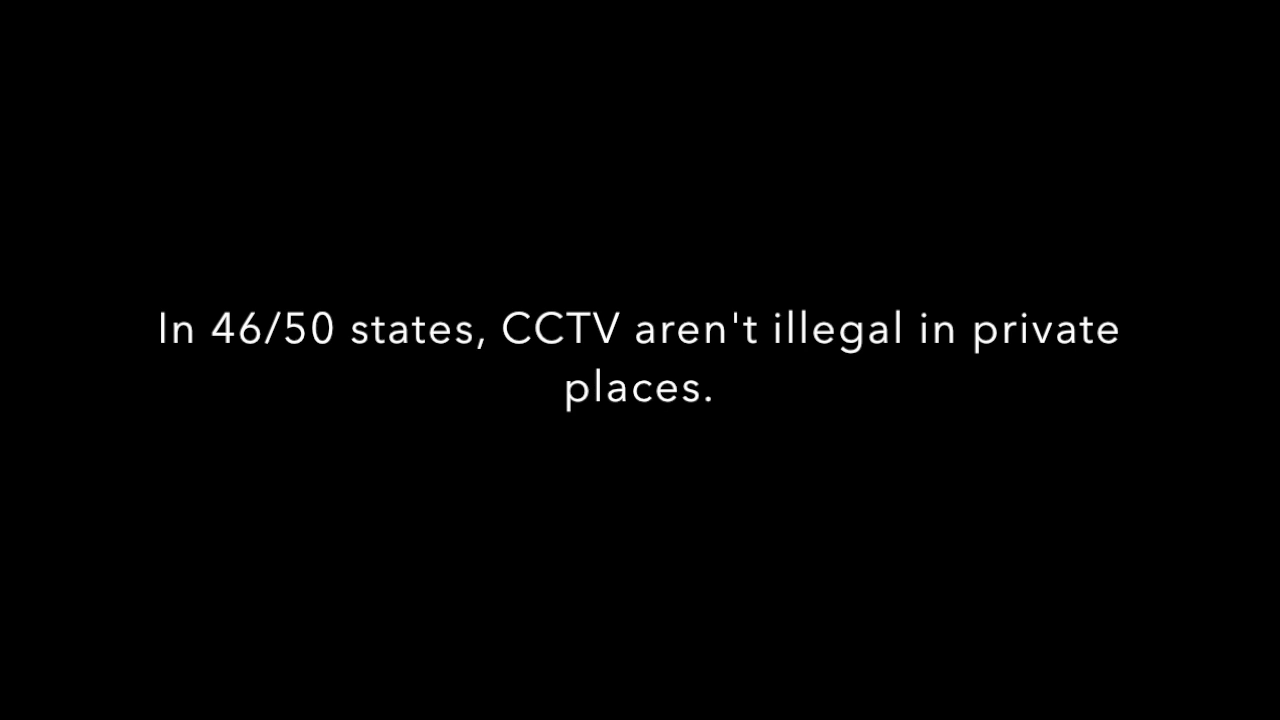 In 46/50 states, CCTV aren't illegal in private
places.